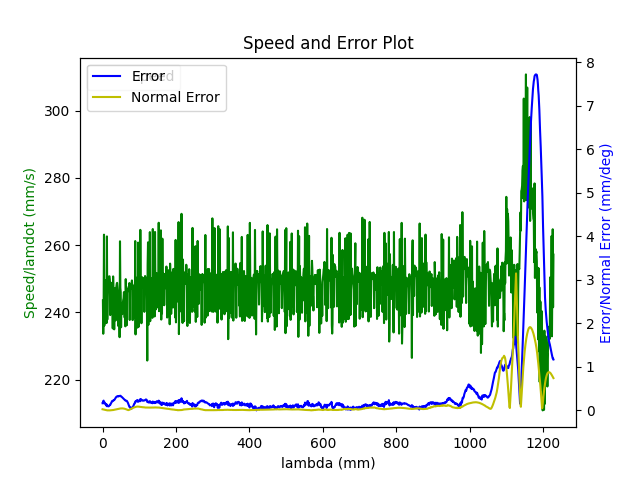 Speed and Error Plot
Error
Normal Error
Speed/lamdot (mm/s)
Error/Normal Error (mm/deg)
300
280
260
240
220
8
7
6
5
4
3
2
1
0
0 200 400 600 800 1000 1200
lambda (mm)